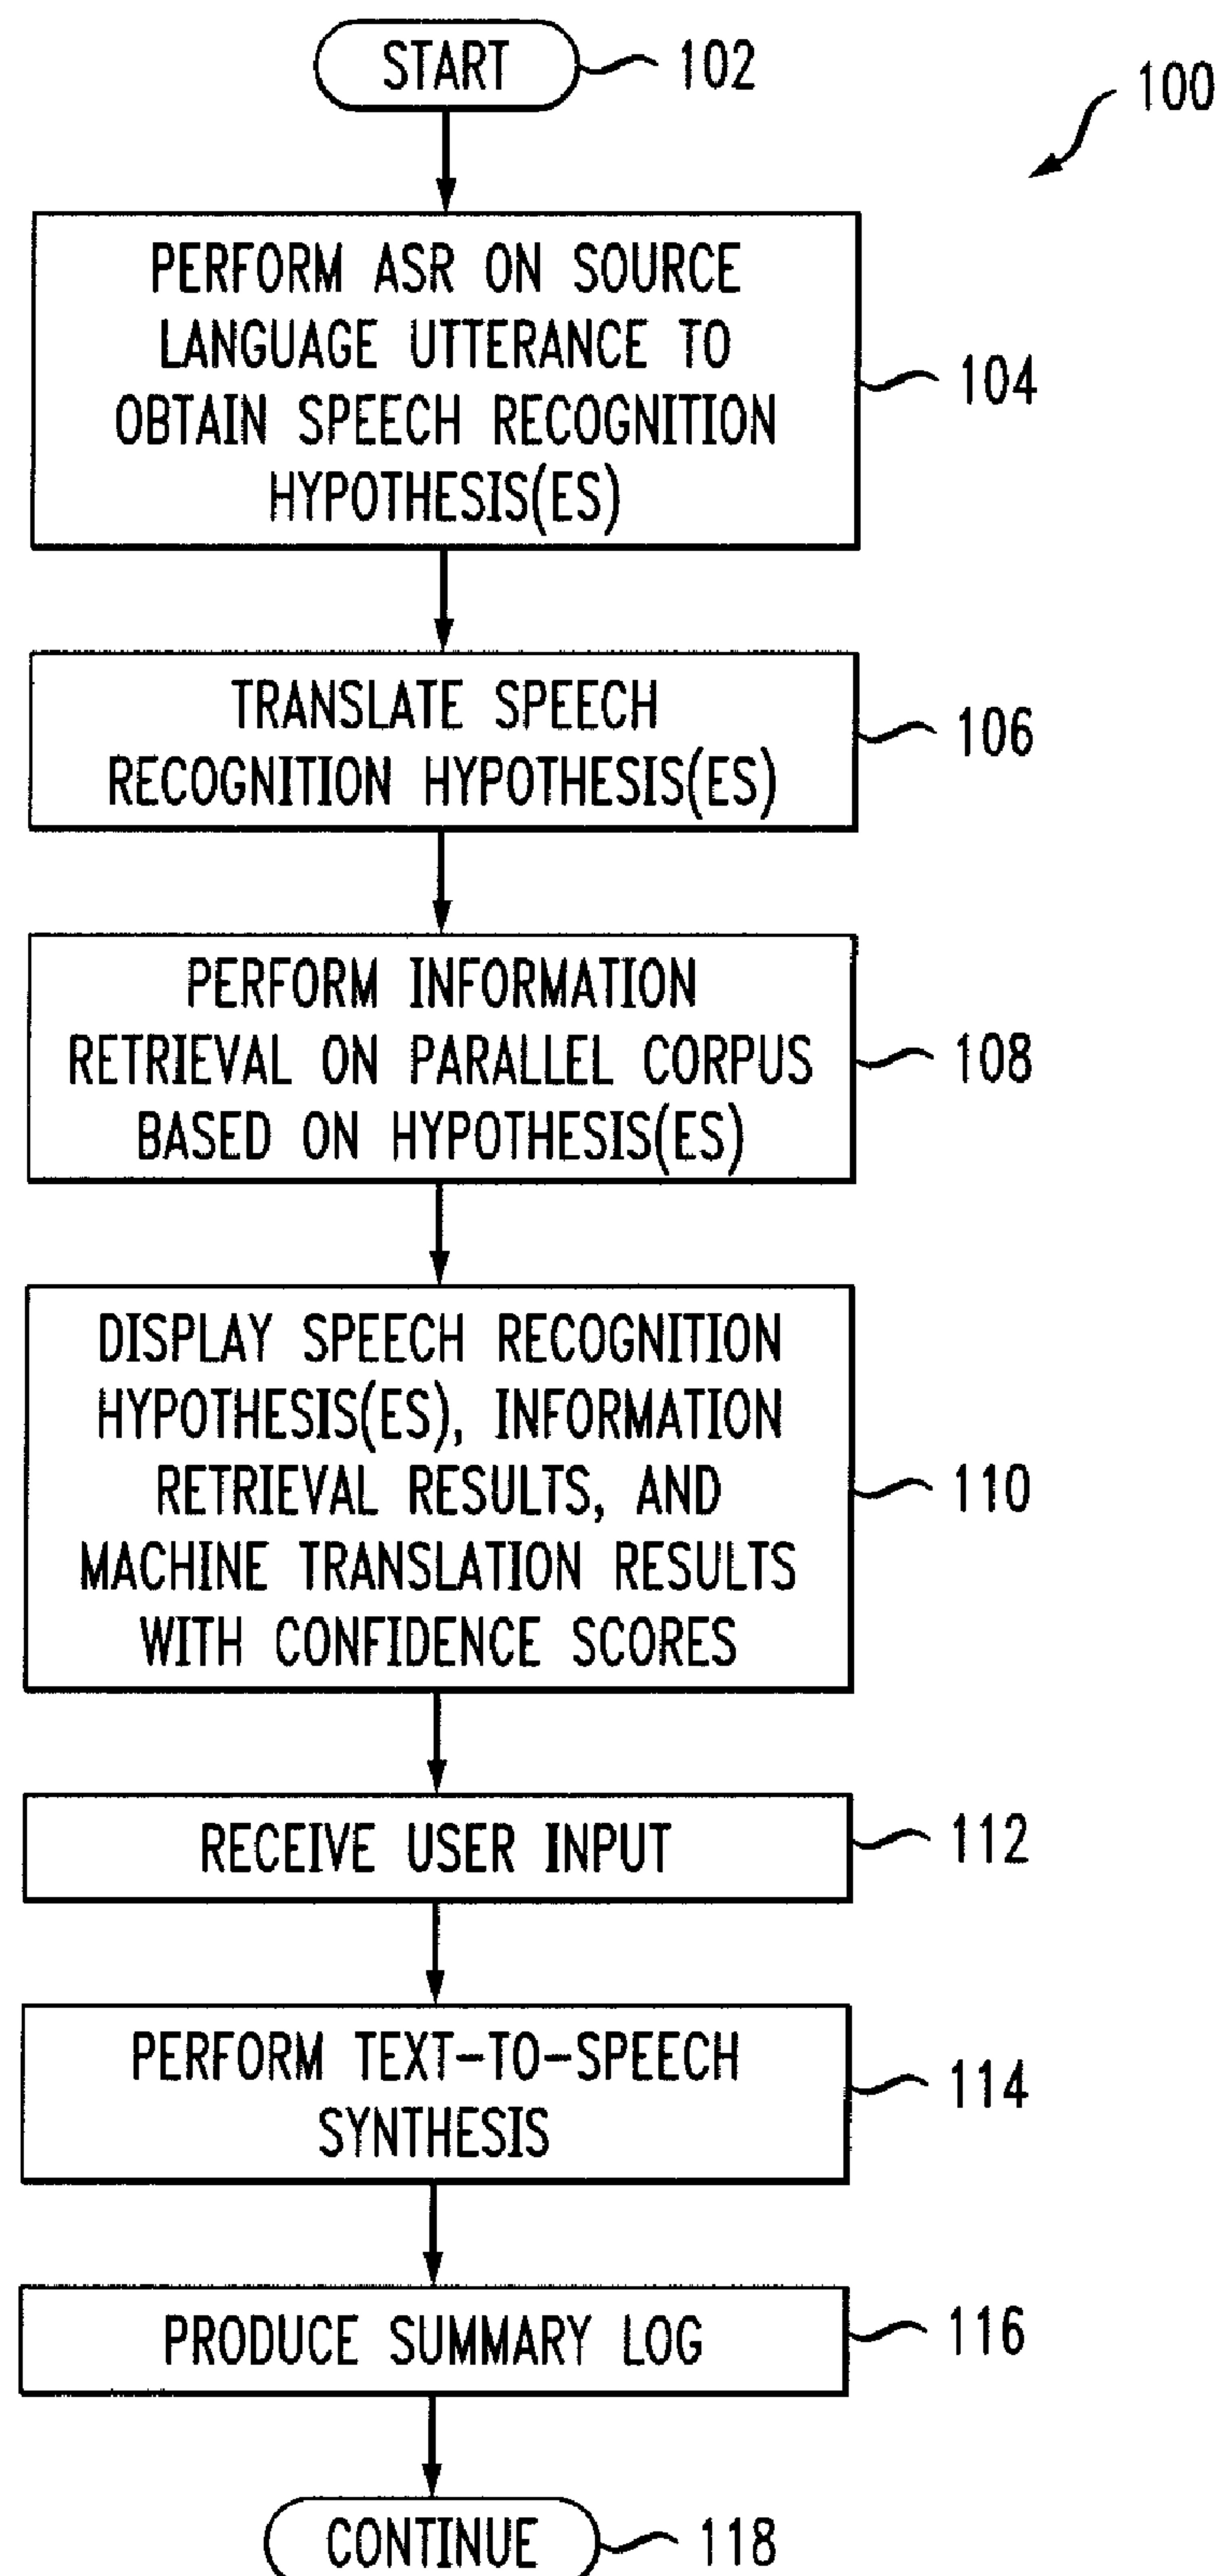 START
102
100
PERFORM ASR ON SOURCE
LANGUAGE UTTERANCE TO
OBTAIN SPEECH RECOGNITION
HYPOTHESIS(ES)
104
TRANSLATE SPEECH
RECOGNITION HYPOTHESIS(ES)
106
PERFORM INFORMATION
RETRIEVAL ON PARALLEL CORPUS
BASED ON HYPOTHESIS(ES)
108
DISPLAY SPEECH RECOGNITION
HYPOTHESIS(ES), INFORMATION
RETRIEVAL RESULTS, AND
MACHINE TRANSLATION RESULTS
WITH CONFIDENCE SCORES
110
RECEIVE USER INPUT
112
PERFORM TEXT-TO-SPEECH
SYNTHESIS
114
PRODUCE SUMMARY LOG
116
CONTINUE
118